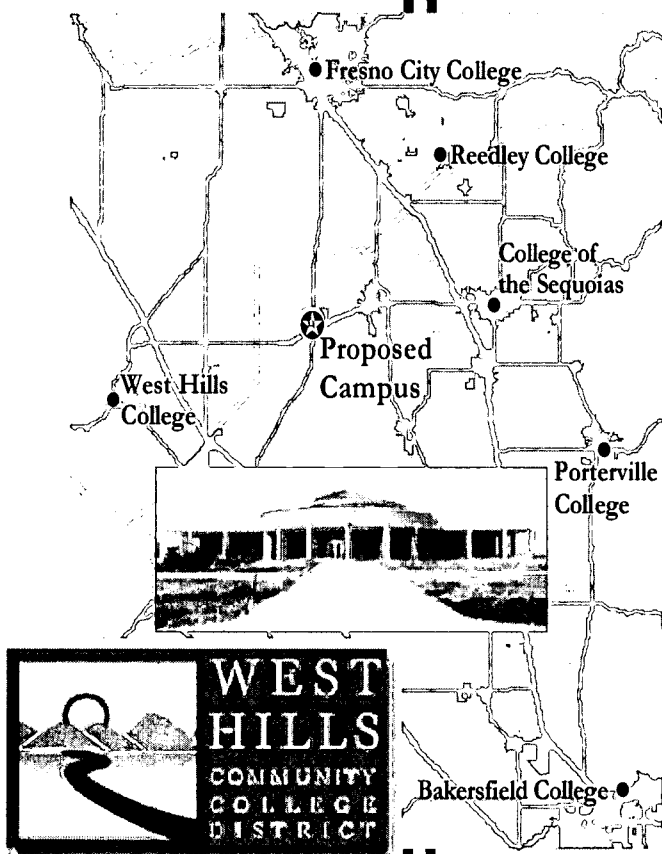 Fresno City College
Reedley College
College of
the Sequoias
Proposed
Campus
West Hills
College
Porterville
College
WEST
HILLS
COMMUNITY
COLLEGE
DISTRICT
Bakersfield College